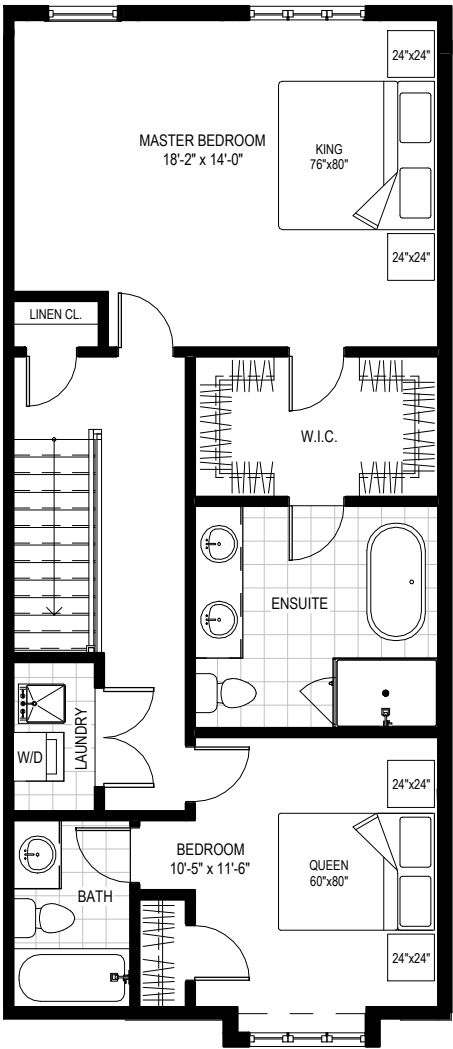 24"x24"
MASTER BEDROOM
18'-2" x 14'-0"
KING
76"x80"
24"x24"
LINEN CL.
W.I.C.
ENSUITE
LAUNDRY
W/D
24"x24"
BEDROOM
10'-5" x 11'-6"
QUEEN
60"x80"
BATH
24"x24"